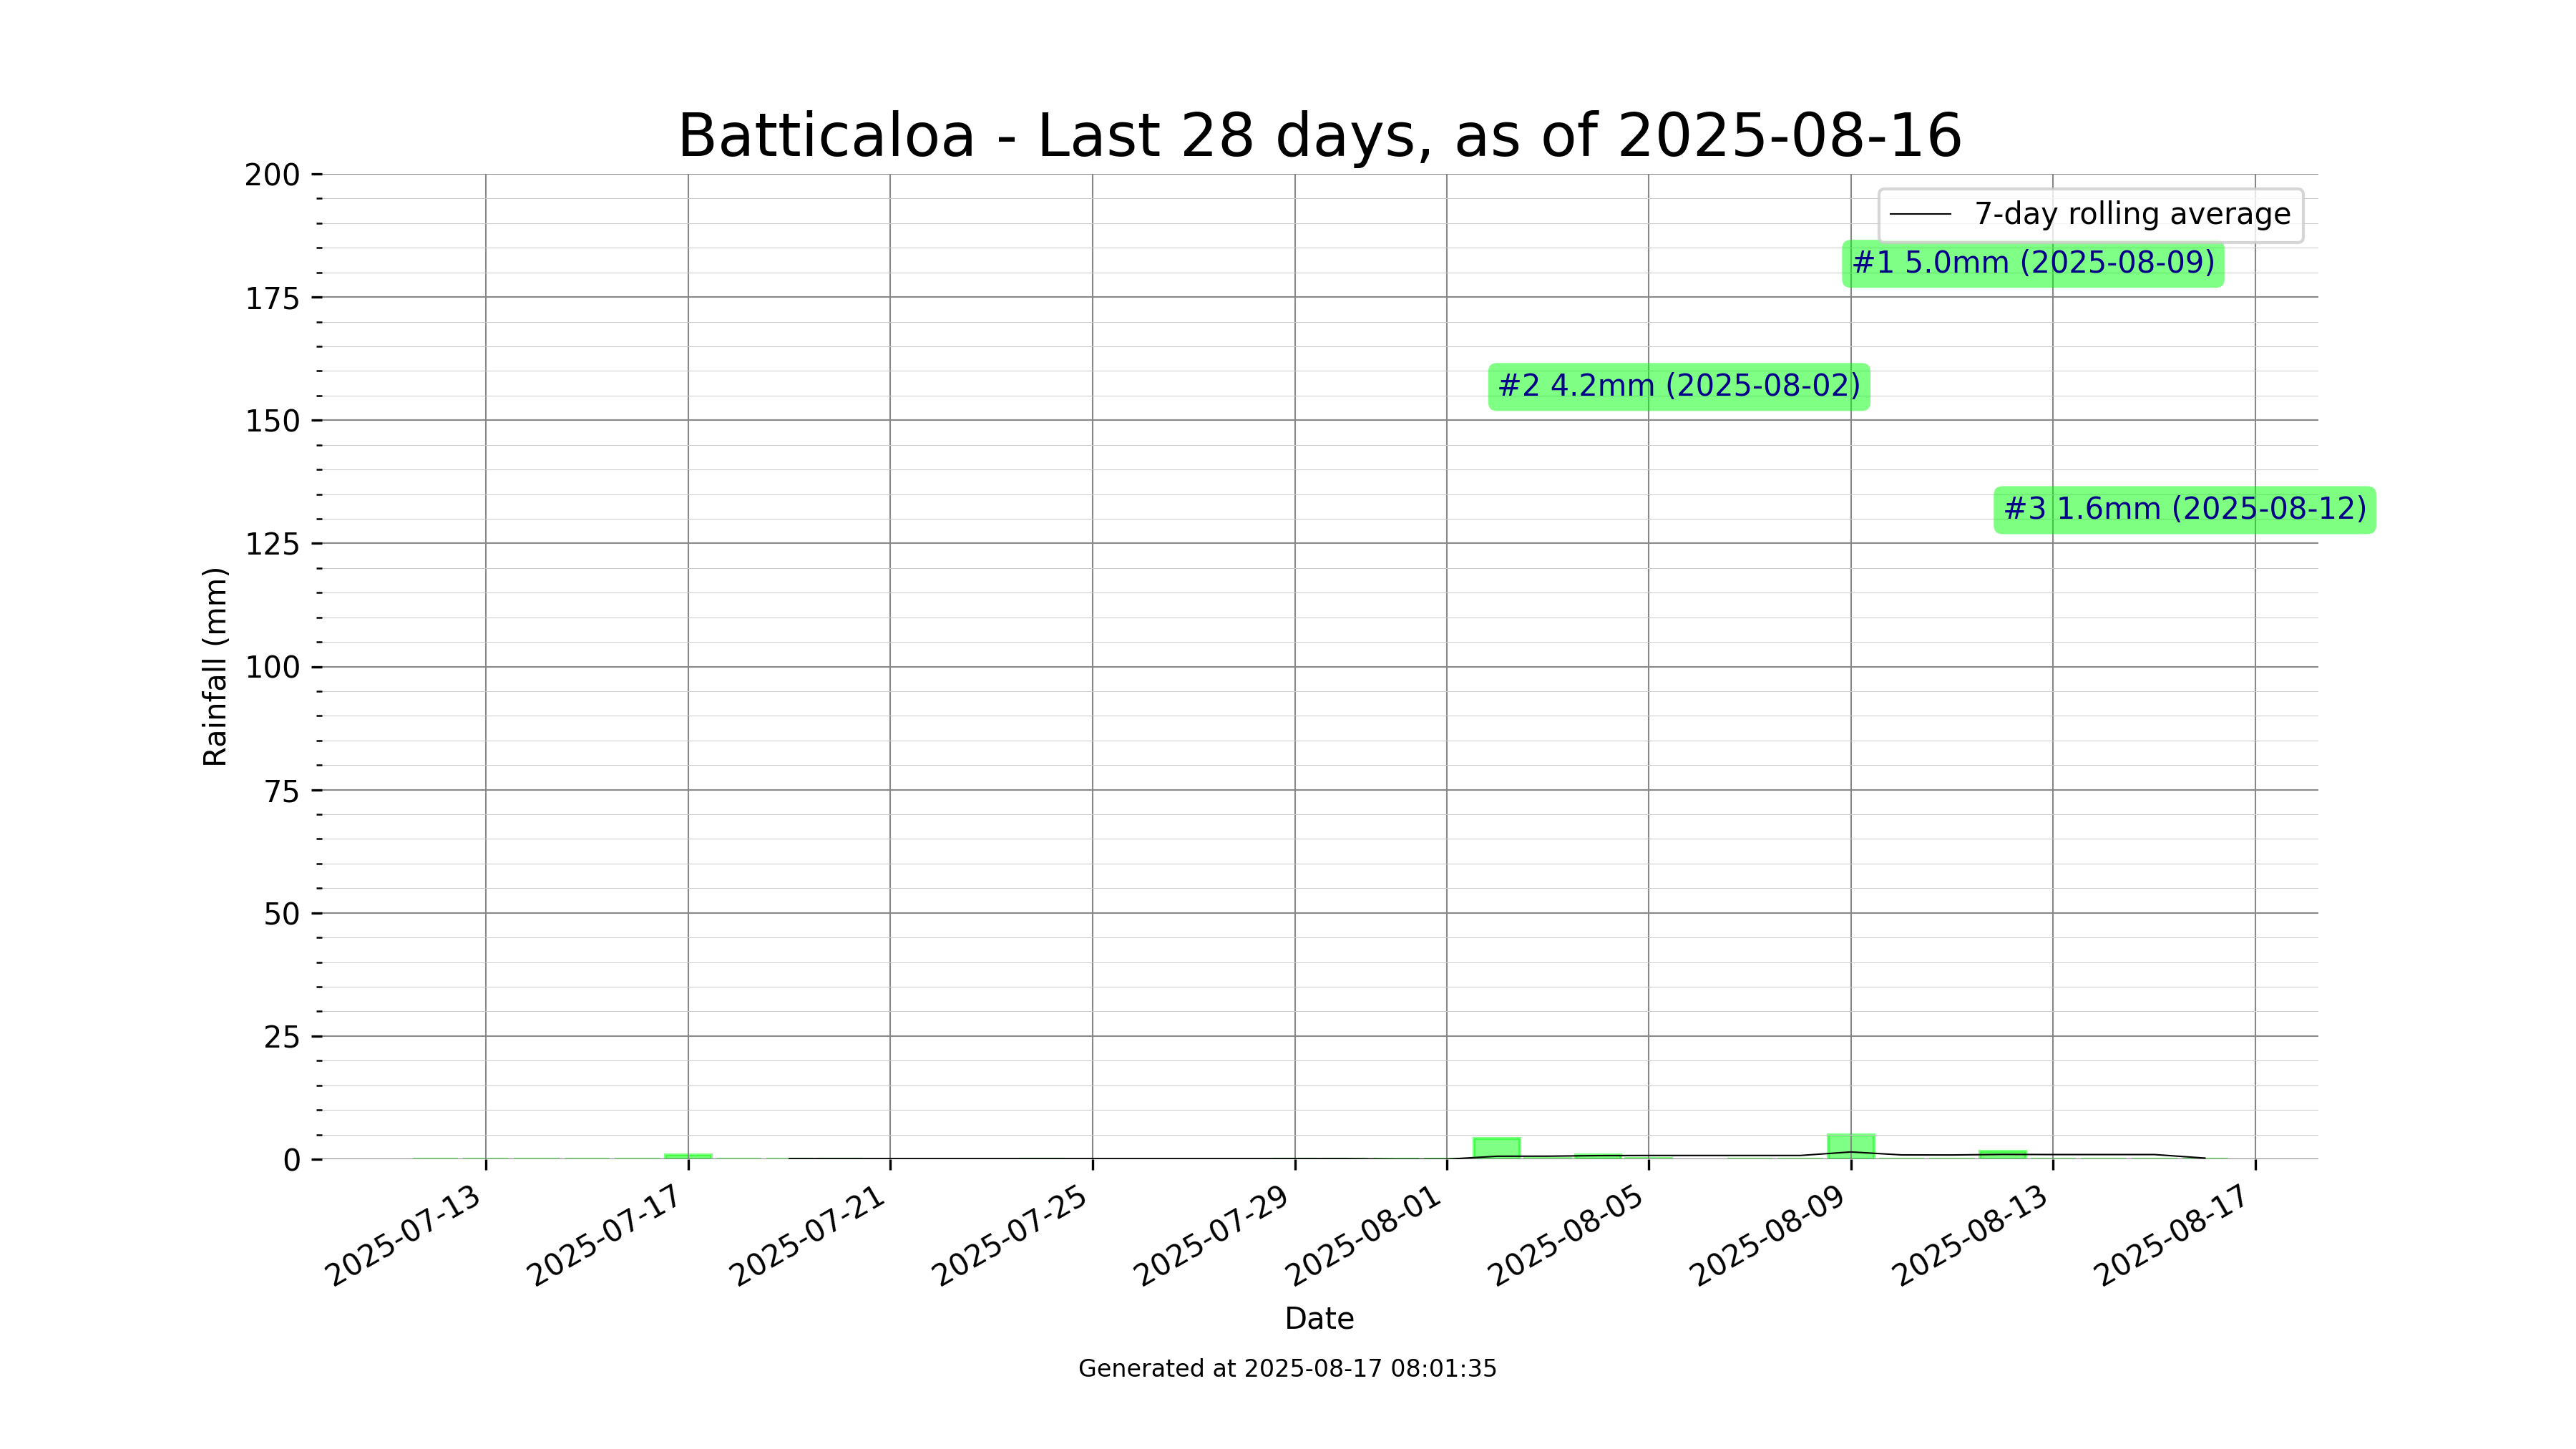 Batticaloa - Last 28 days, as of 2025-08-16
200
175
150
125
100
75
50
25
0
Rainfall (mm)
7-day rolling average
#1 5.0mm (2025-08-09)
#2 4.2mm (2025-08-02)
#3 1.6mm (2025-08-12)
2025-07-13
2025-07-17
2025-07-21
2025-07-25
2025-07-29
2025-08-01
2025-08-05
2025-08-09
2025-08-13
2025-08-17
Date
Generated at 2025-08-17 08:01:35